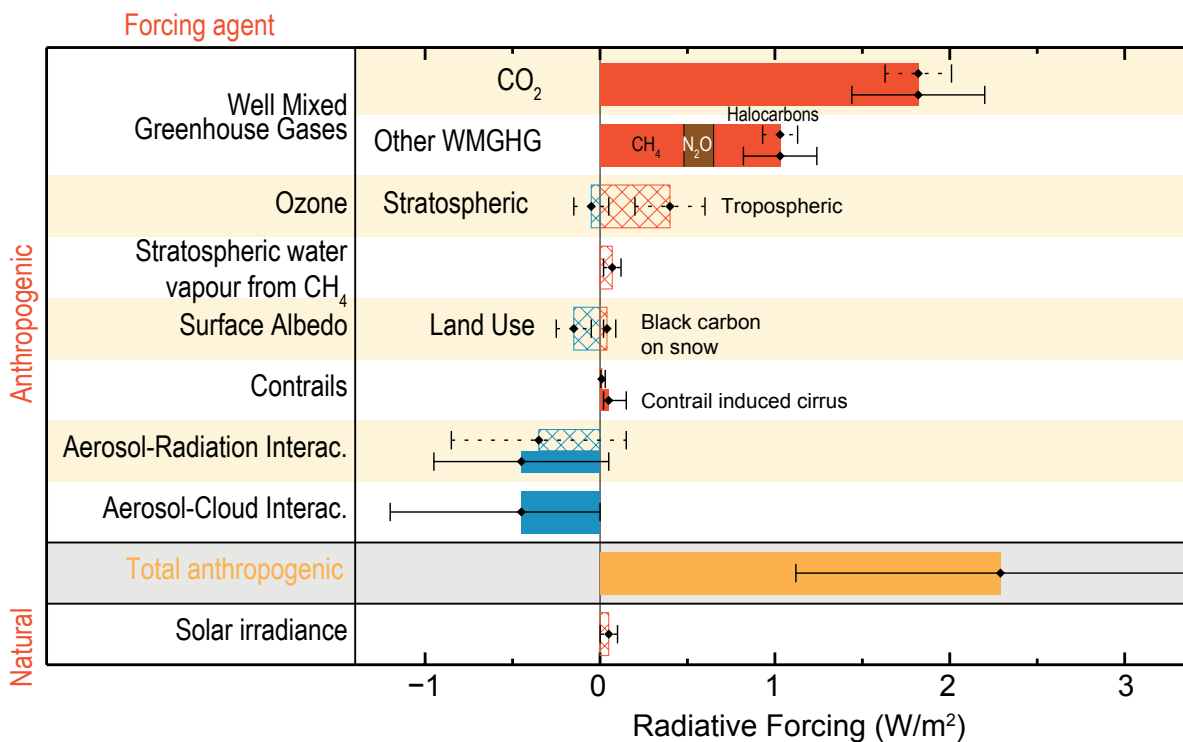 Forcing agent
CO2
Well Mixed
Greenhouse Gases
Halocarbons
Other WMGHG
CH4
N2O
Ozone
Stratospheric
Tropospheric
Stratospheric water
vapour from CH4
Surface Albedo
Land Use
Black carbon
on snow
Contrails
Contrail induced cirrus
Aerosol-Radiation Interac.
Aerosol-Cloud Interac.
Total anthropogenic
Solar irradiance
Anthropogenic
Natural
−1 0 1 2 3
Radiative Forcing (W/m²)